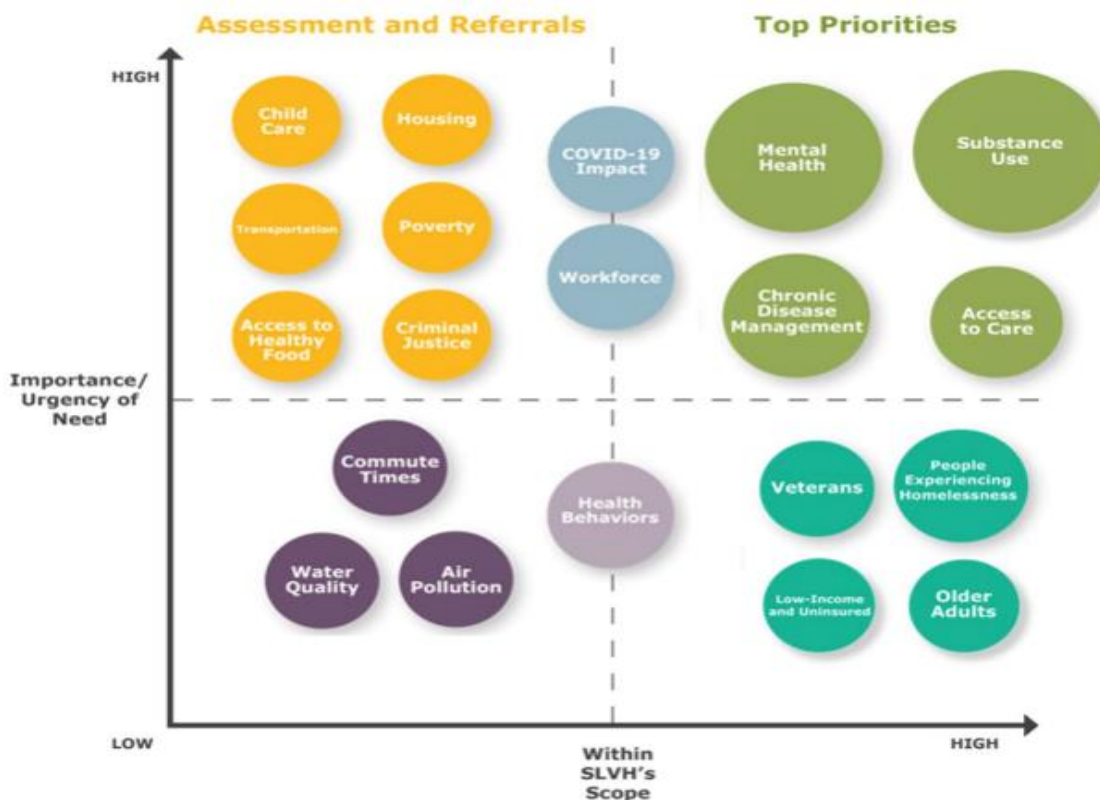 Assessment and Referrals
Top Priorities
HIGH
Child
Care
Housing
COVID-19
Impact
Mental
Health
Substance
Use
Transportation
Poverty
Workforce
Access to
Healthy
Food
Criminal
Justice
Chronic
Disease
Management
Access
to Care
Importance/
Urgency of
Need
Commute
Times
Health
Behaviors
Veterans
People
Experiencing
Homelessness
Water
Quality
Air
Pollution
Low-Income
and Uninsured
Older
Adults
LOW
Within
SLVH's
Scope
HIGH